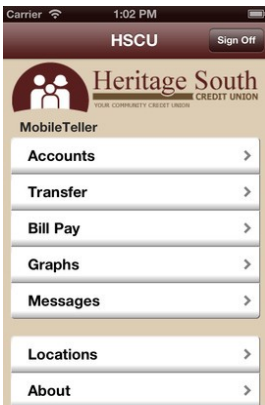 Carrier 1:02 PM
HSCU Sign Off
Heritage South
CREDIT UNION
YOUR COMMUNITY CREDIT UNION
MobileTeller
Accounts
Transfer
Bill Pay
Graphs
Messages
Locations
About